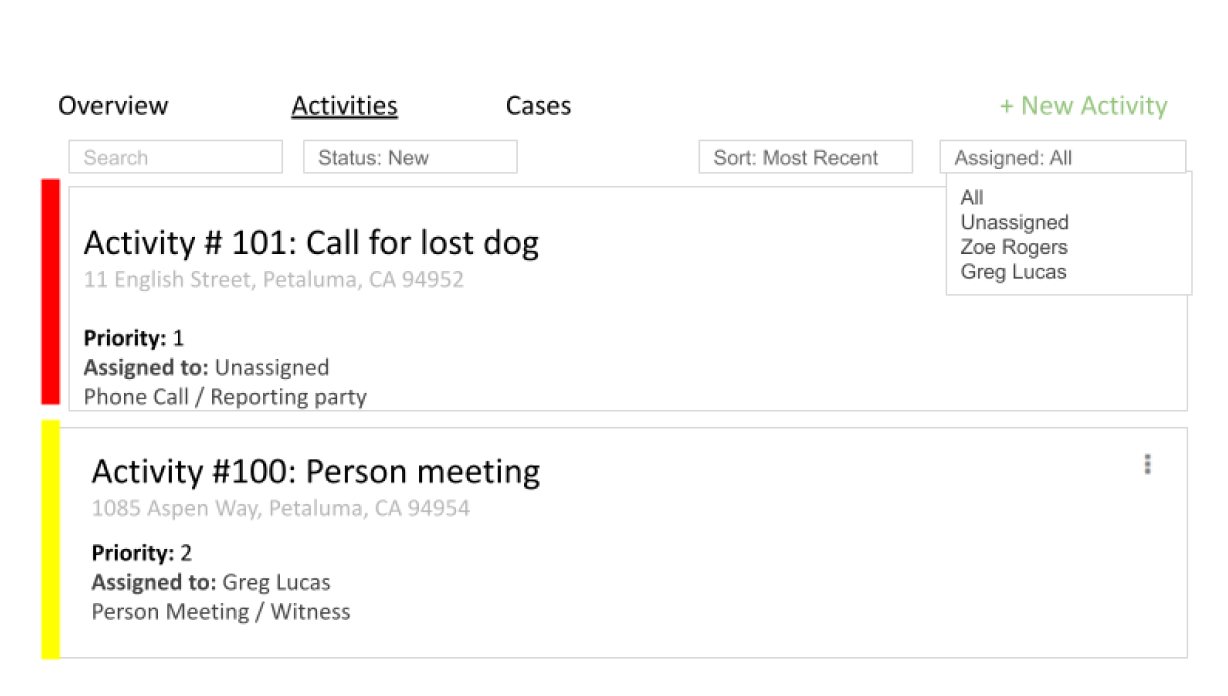 Overview Activities Cases + New Activity
Search Status: New Sort: Most Recent Assigned: All
All
Unassigned
Zoe Rogers
Greg Lucas
Activity # 101: Call for lost dog
11 English Street, Petaluma, CA 94952
Priority: 1
Assigned to: Unassigned
Phone Call / Reporting party
Activity #100: Person meeting
1085 Aspen Way, Petaluma, CA 94954
Priority: 2
Assigned to: Greg Lucas
Person Meeting / Witness